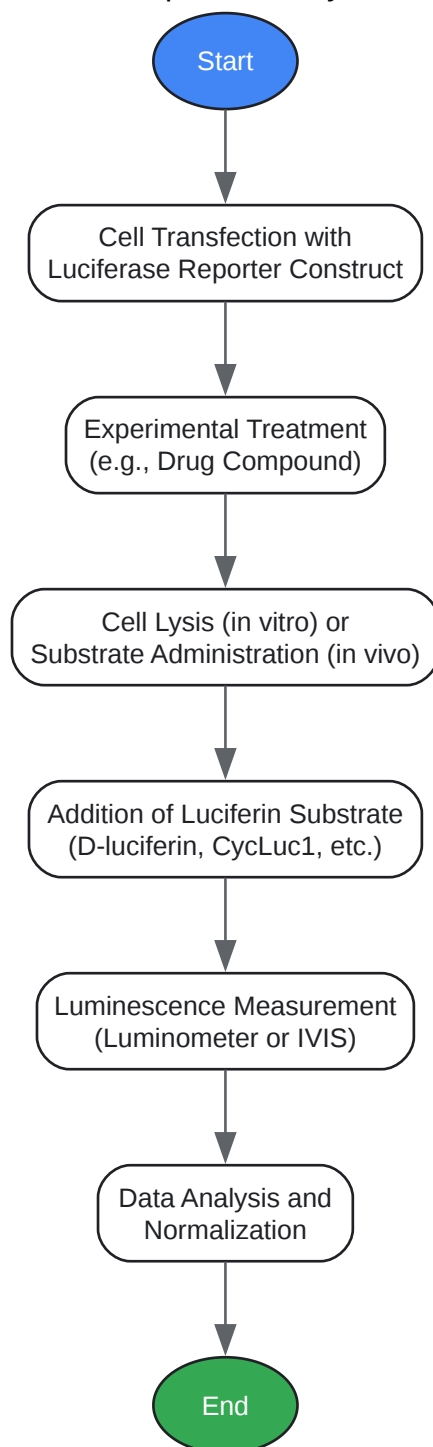 Start
Cell Transfection with
Luciferase Reporter Construct
Experimental Treatment
(e.g., Drug Compound)
Cell Lysis (in vitro) or
Substrate Administration (in vivo)
Addition of Luciferin Substrate
(D-luciferin, CycLuc1, etc.)
Luminescence Measurement
(Luminometer or IVIS)
Data Analysis and
Normalization
End